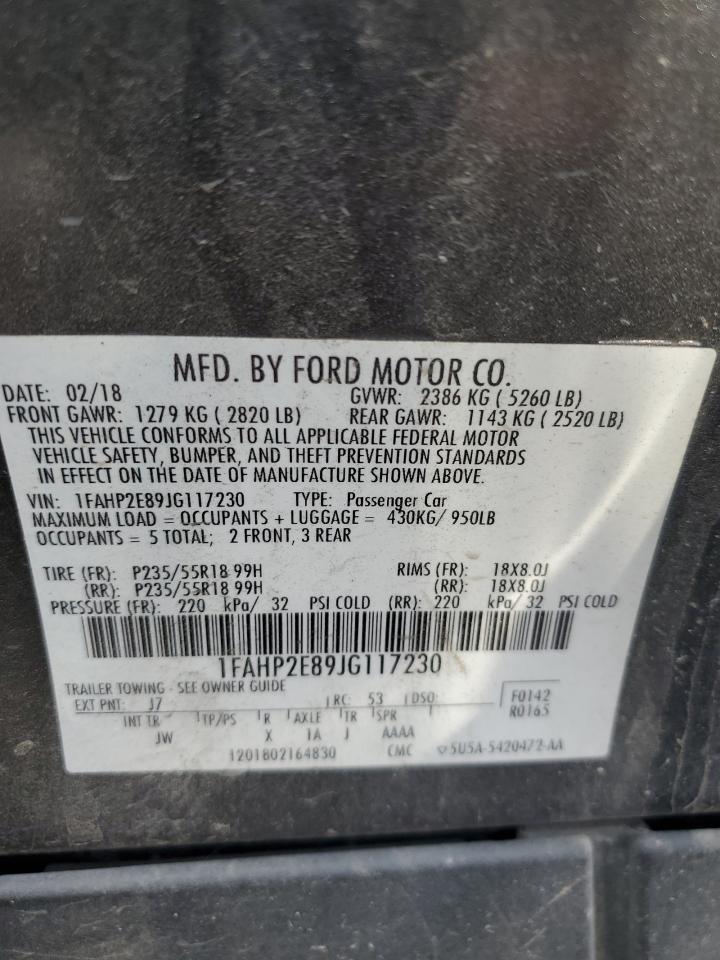 MFD. BY FORD MOTOR CO.
DATE: 02/18 GVWR: 2386 KG ( 5260 LB)
FRONT GAWR: 1279 KG ( 2820 LB) REAR GAWR: 1143 KG ( 2520 LB)
THIS VEHICLE CONFORMS TO ALL APPLICABLE FEDERAL MOTOR
VEHICLE SAFETY, BUMPER, AND THEFT PREVENTION STANDARDS
IN EFFECT ON THE DATE OF MANUFACTURE SHOWN ABOVE.
VIN: 1FAHP2E89JG117230 TYPE: Passenger Car
MAXIMUM LOAD = OCCUPANTS + LUGGAGE = 430KG/ 950LB
OCCUPANTS = 5 TOTAL; 2 FRONT, 3 REAR
TIRE (FR): P235/55R18 99H RIMS (FR): 18X8.0J
(RR): P235/55R18 99H (RR): 18X8.0J
PRESSURE (FR): 220 kPa/ 32 PSI COLD (RR): 220 kPa/ 32 PSI COLD
1FAHP2E89JG117230
TRAILER TOWING - SEE OWNER GUIDE
EXT PNT: J7 RC: 53 DSO: F0142
INT TR TP/PS R AXLE TR SPR R0165
JW X IA J AAAA
1201802164830 CMC 5U5A-5420472-AA